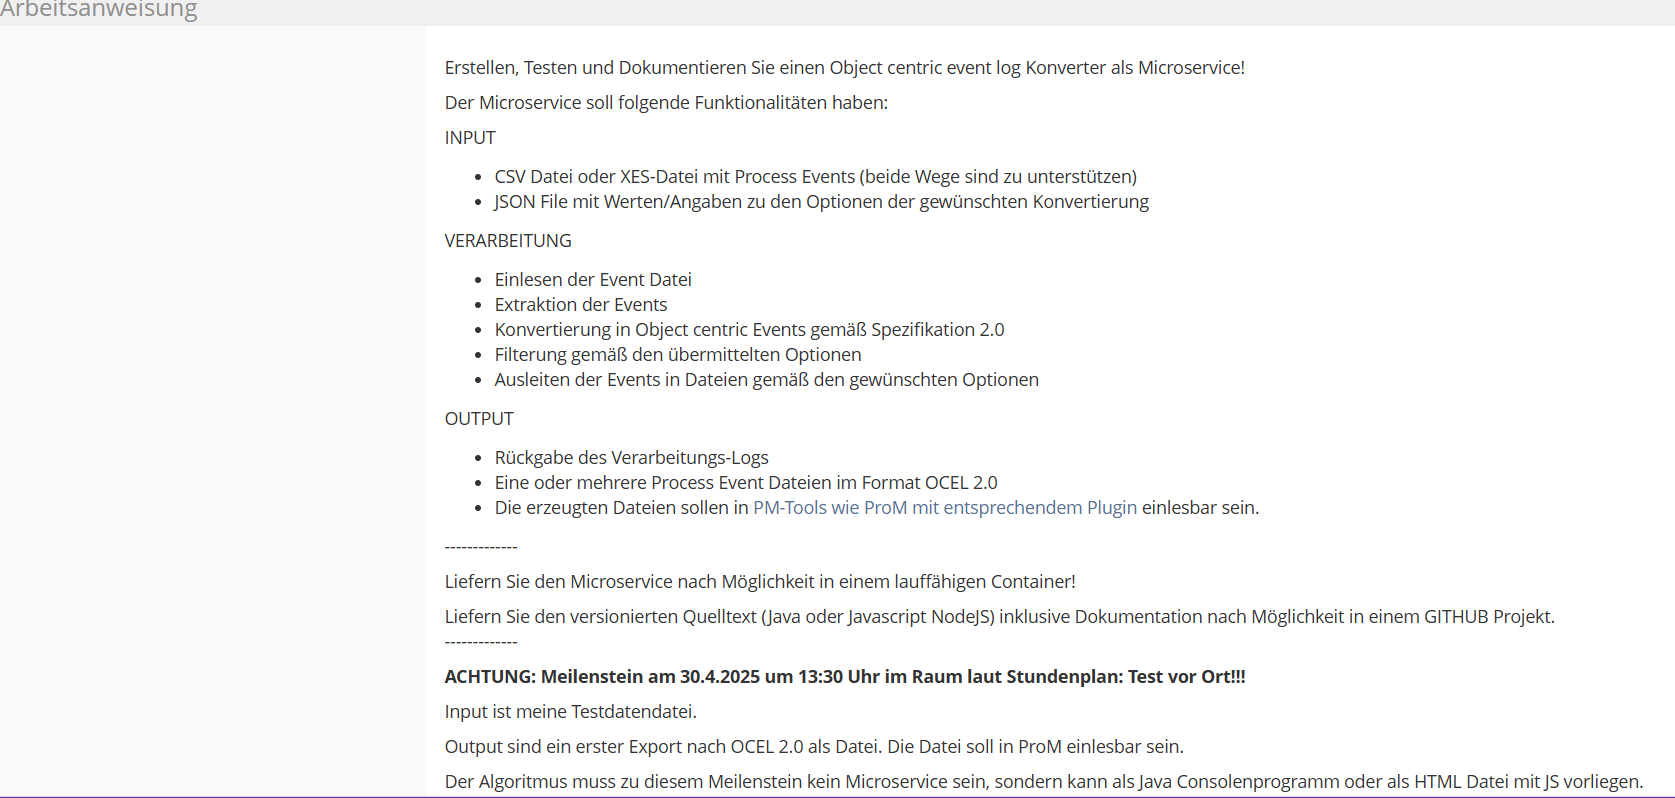 Arbeitsanweisung
Erstellen, Testen und Dokumentieren Sie einen Object centric event log Konverter als Microservice!
Der Microservice soll folgende Funktionalitäten haben:
INPUT
• CSV Datei oder XES-Datei mit Process Events (beide Wege sind zu unterstützen)
• JSON File mit Werten/Angaben zu den Optionen der gewünschten Konvertierung
VERARBEITUNG
• Einlesen der Event Datei
• Extraktion der Events
• Konvertierung in Object centric Events gemäß Spezifikation 2.0
• Filterung gemäß den übermittelten Optionen
• Ausleiten der Events in Dateien gemäß den gewünschten Optionen
OUTPUT
• Rückgabe des Verarbeitungs-Logs
• Eine oder mehrere Process Event Dateien im Format OCEL 2.0
• Die erzeugten Dateien sollen in PM-Tools wie ProM mit entsprechendem Plugin einlesbar sein.
-------------
Liefern Sie den Microservice nach Möglichkeit in einem lauffähigen Container!
Liefern Sie den versionierten Quelltext (Java oder Javascript NodeJS) inklusive Dokumentation nach Möglichkeit in einem GITHUB Projekt.
-------------
ACHTUNG: Meilenstein am 30.4.2025 um 13:30 Uhr im Raum laut Stundenplan: Test vor Ort!!!
Input ist meine Testdatendatei.
Output sind ein erster Export nach OCEL 2.0 als Datei. Die Datei soll in ProM einlesbar sein.
Der Algoritmus muss zu diesem Meilenstein kein Microservice sein, sondern kann als Java Consolenprogramm oder als HTML Datei mit JS vorliegen.